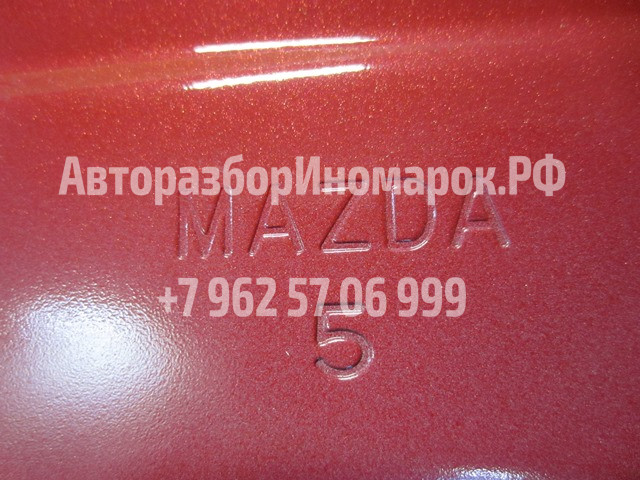 АвторазборИномарок.РФ
MAZDA
+7 962 57 06 999
5